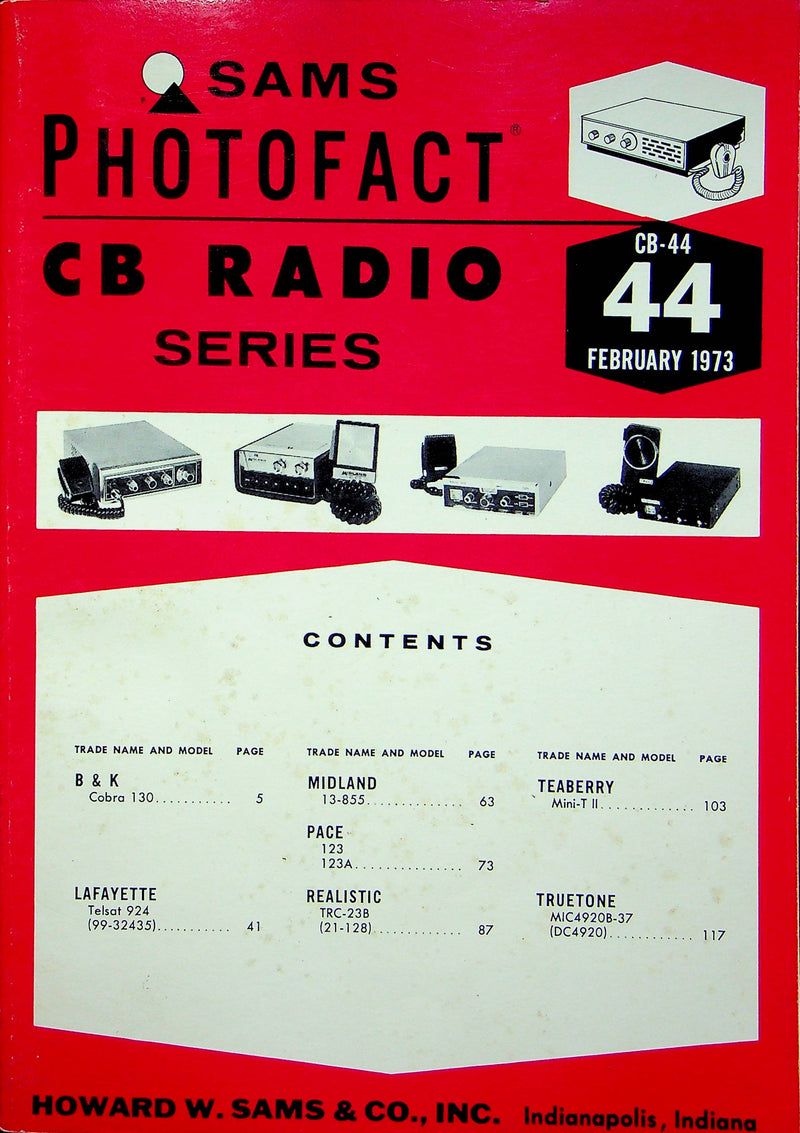 SAMS
PHOTOFACT®
CB RADIO
SERIES
CB-44
44
FEBRUARY 1973
CONTENTS
TRADE NAME AND MODEL PAGE
B & K
Cobra 130........... 5
LAFAYETTE
Telsat 924
(99-32435)........... 41
TRADE NAME AND MODEL PAGE
MIDLAND
13-855............... 63
PACE
123
123A................ 73
REALISTIC
TRC-23B
(21-128).............. 87
TRADE NAME AND MODEL PAGE
TEABERRY
Mini-T II.............. 103
TRUETONE
MIC4920B-37
(DC4920)............. 117
HOWARD W. SAMS & CO., INC. Indianapolis, Indiana